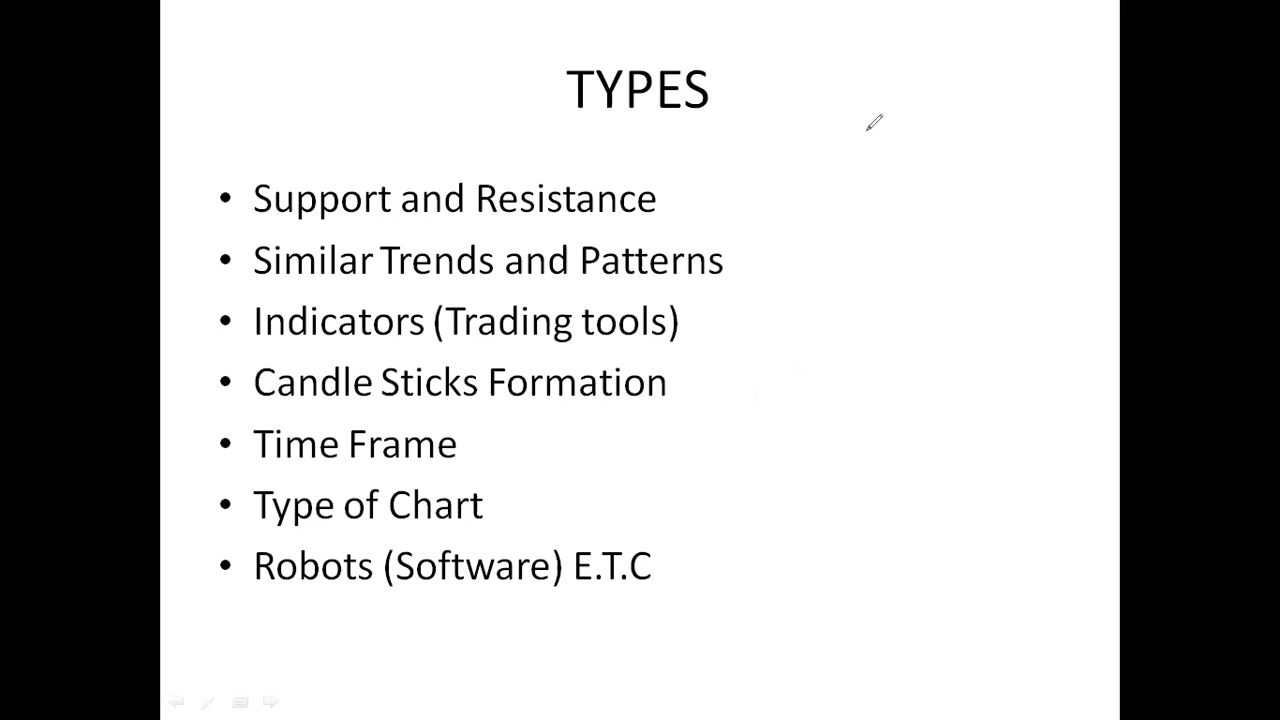 TYPES
• Support and Resistance
• Similar Trends and Patterns
• Indicators (Trading tools)
• Candle Sticks Formation
• Time Frame
• Type of Chart
• Robots (Software) E.T.C